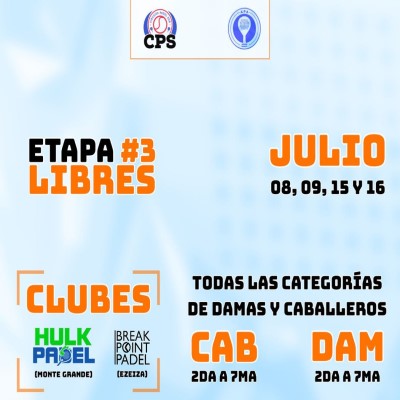 CPS
ETAPA #3
LIBRES
JULIO
08, 09, 15 Y 16
CLUBES
HULK
PADEL
(MONTE GRANDE)
BREAK
POINT
PADEL
(EZEIZA)
TODAS LAS CATEGORÍAS
DE DAMAS Y CABALLEROS
CAB
2DA A 7MA
DAM
2DA A 7MA